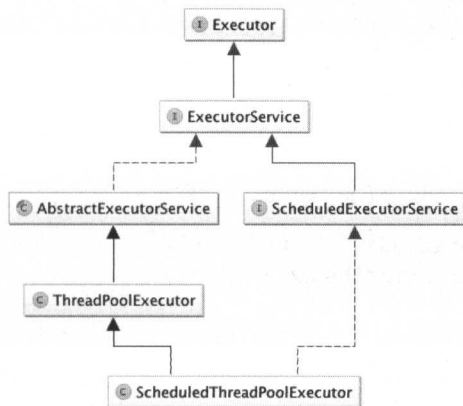 I Executor
I ExecutorService
C AbstractExecutorService
I ScheduledExecutorService
C ThreadPoolExecutor
C ScheduledThreadPoolExecutor